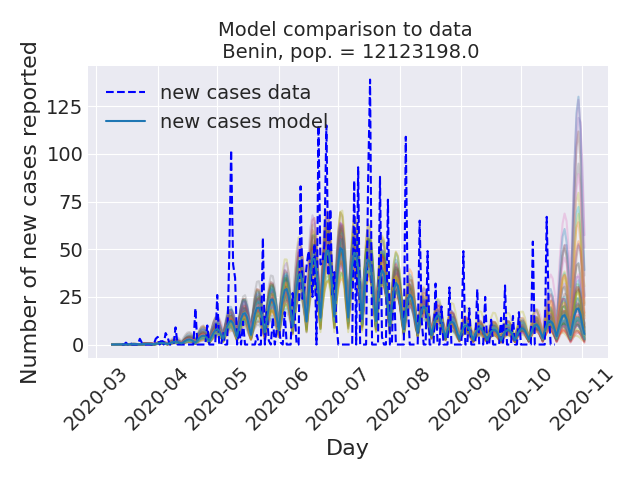 Model comparison to data
Benin, pop. = 12123198.0
Number of new cases reported
new cases data
new cases model
125
100
75
50
25
0
2020-03
2020-04
2020-05
2020-06
2020-07
2020-08
2020-09
2020-10
2020-11
Day